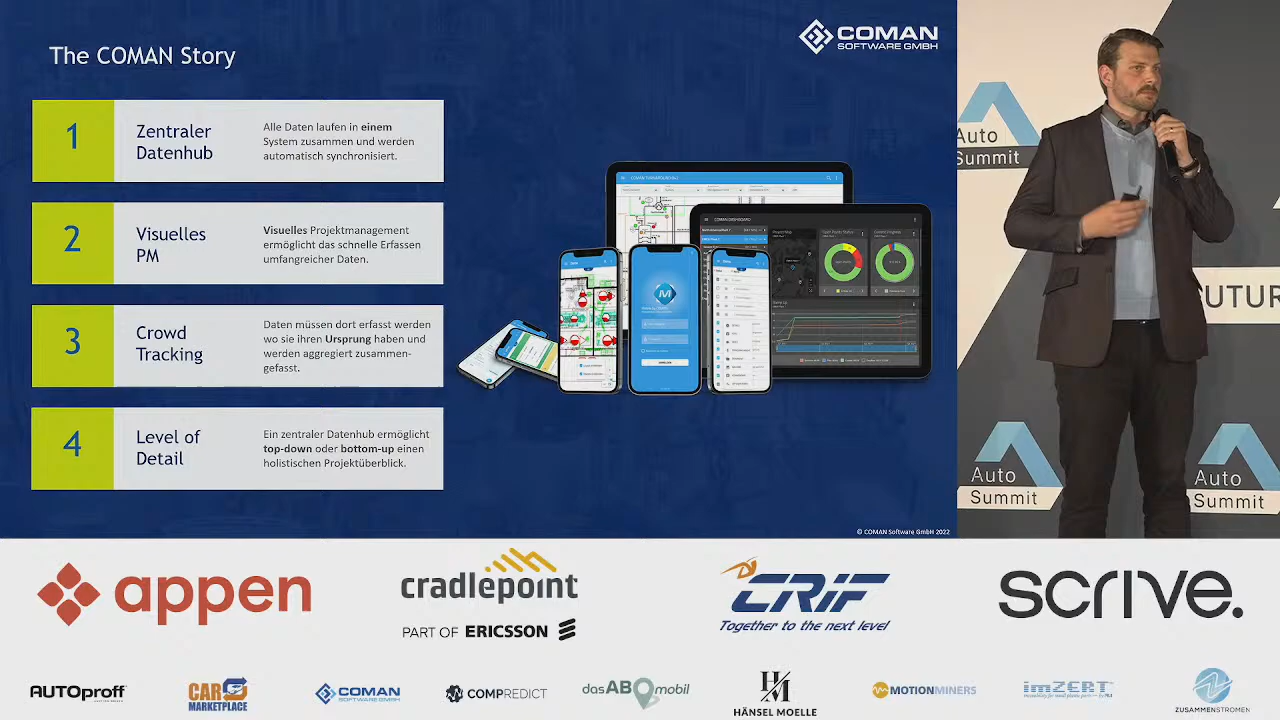 The COMAN Story
COMAN
SOFTWARE GMBH
1
Zentraler
Datenhub
Alle Daten laufen in einem
System zusammen und werden
automatisch synchronisiert.
2
Visuelles
PM
Visuelles Projektmanagement
ermöglicht das schnelle Erfassen
umfangreicher Daten.
3
Crowd
Tracking
Daten müssen dort erfasst werden
wo sie ihren Ursprung haben und
werden aggregiert zusammen-
gefasst.
4
Level of
Detail
Ein zentraler Datenhub ermöglicht
top-down oder bottom-up einen
holistischen Projektüberblick.
COMAN DASHBOARD
© COMAN Software GmbH 2022
Auto
Summit
UTUR
Auto
Summit
Auto
Summit
appen
cradlepoint
PART OF ERICSSON
CRIF
Together to the next level
scrive.
AUTOproff
CAR
MARKETPLACE
COMAN
SOFTWARE GMBH
COMPREDICT
dasABOmobil
HM
HÄNSEL MOELLE
MOTIONMINERS
imZERT
ZUSAMMENSTROMEN